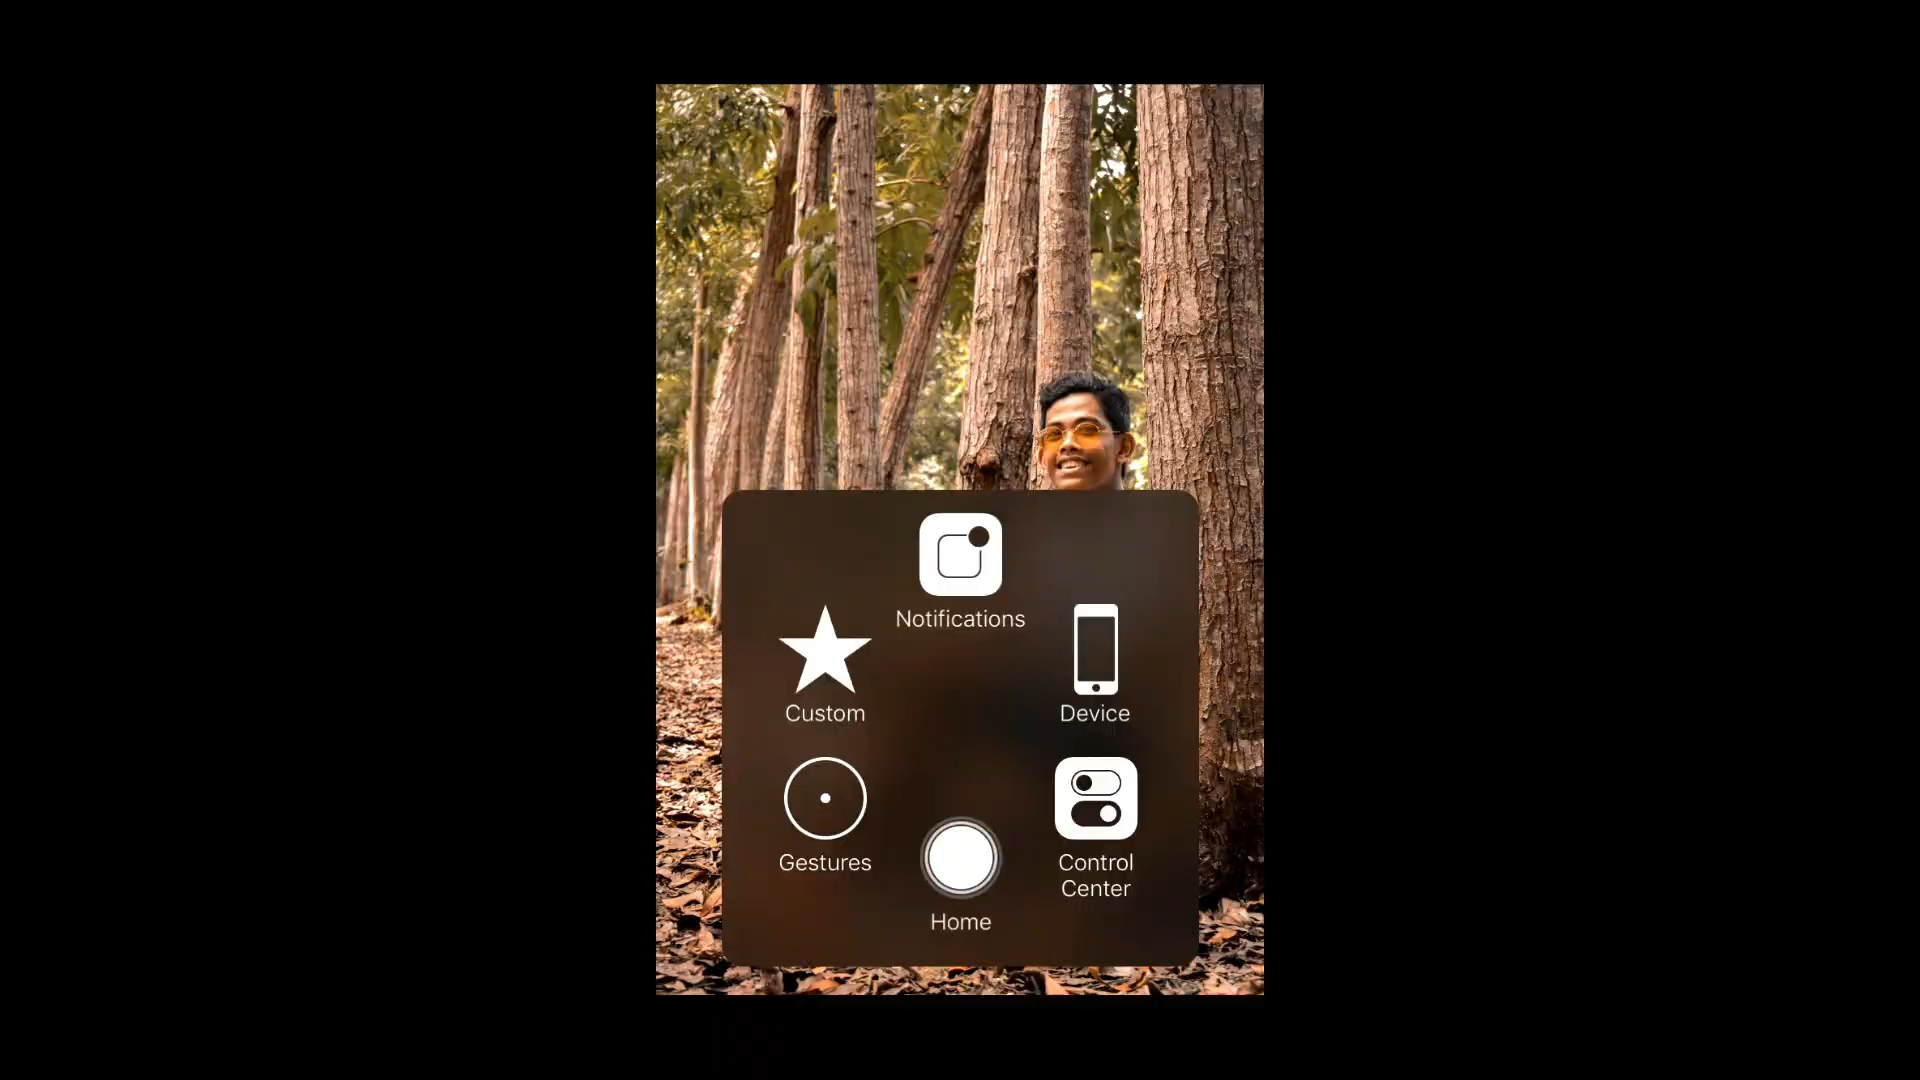 Notifications
Custom
Device
Gestures
Control
Center
Home